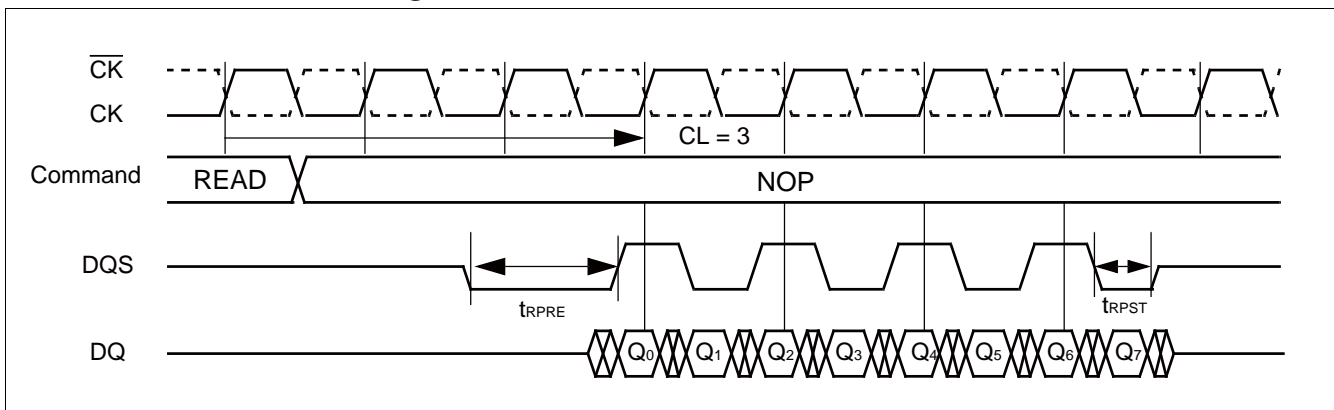 CK
CK
CL = 3
Command READ NOP
DQS
tRPRE tRPST
DQ Q0 Q1 Q2 Q3 Q4 Q5 Q6 Q7